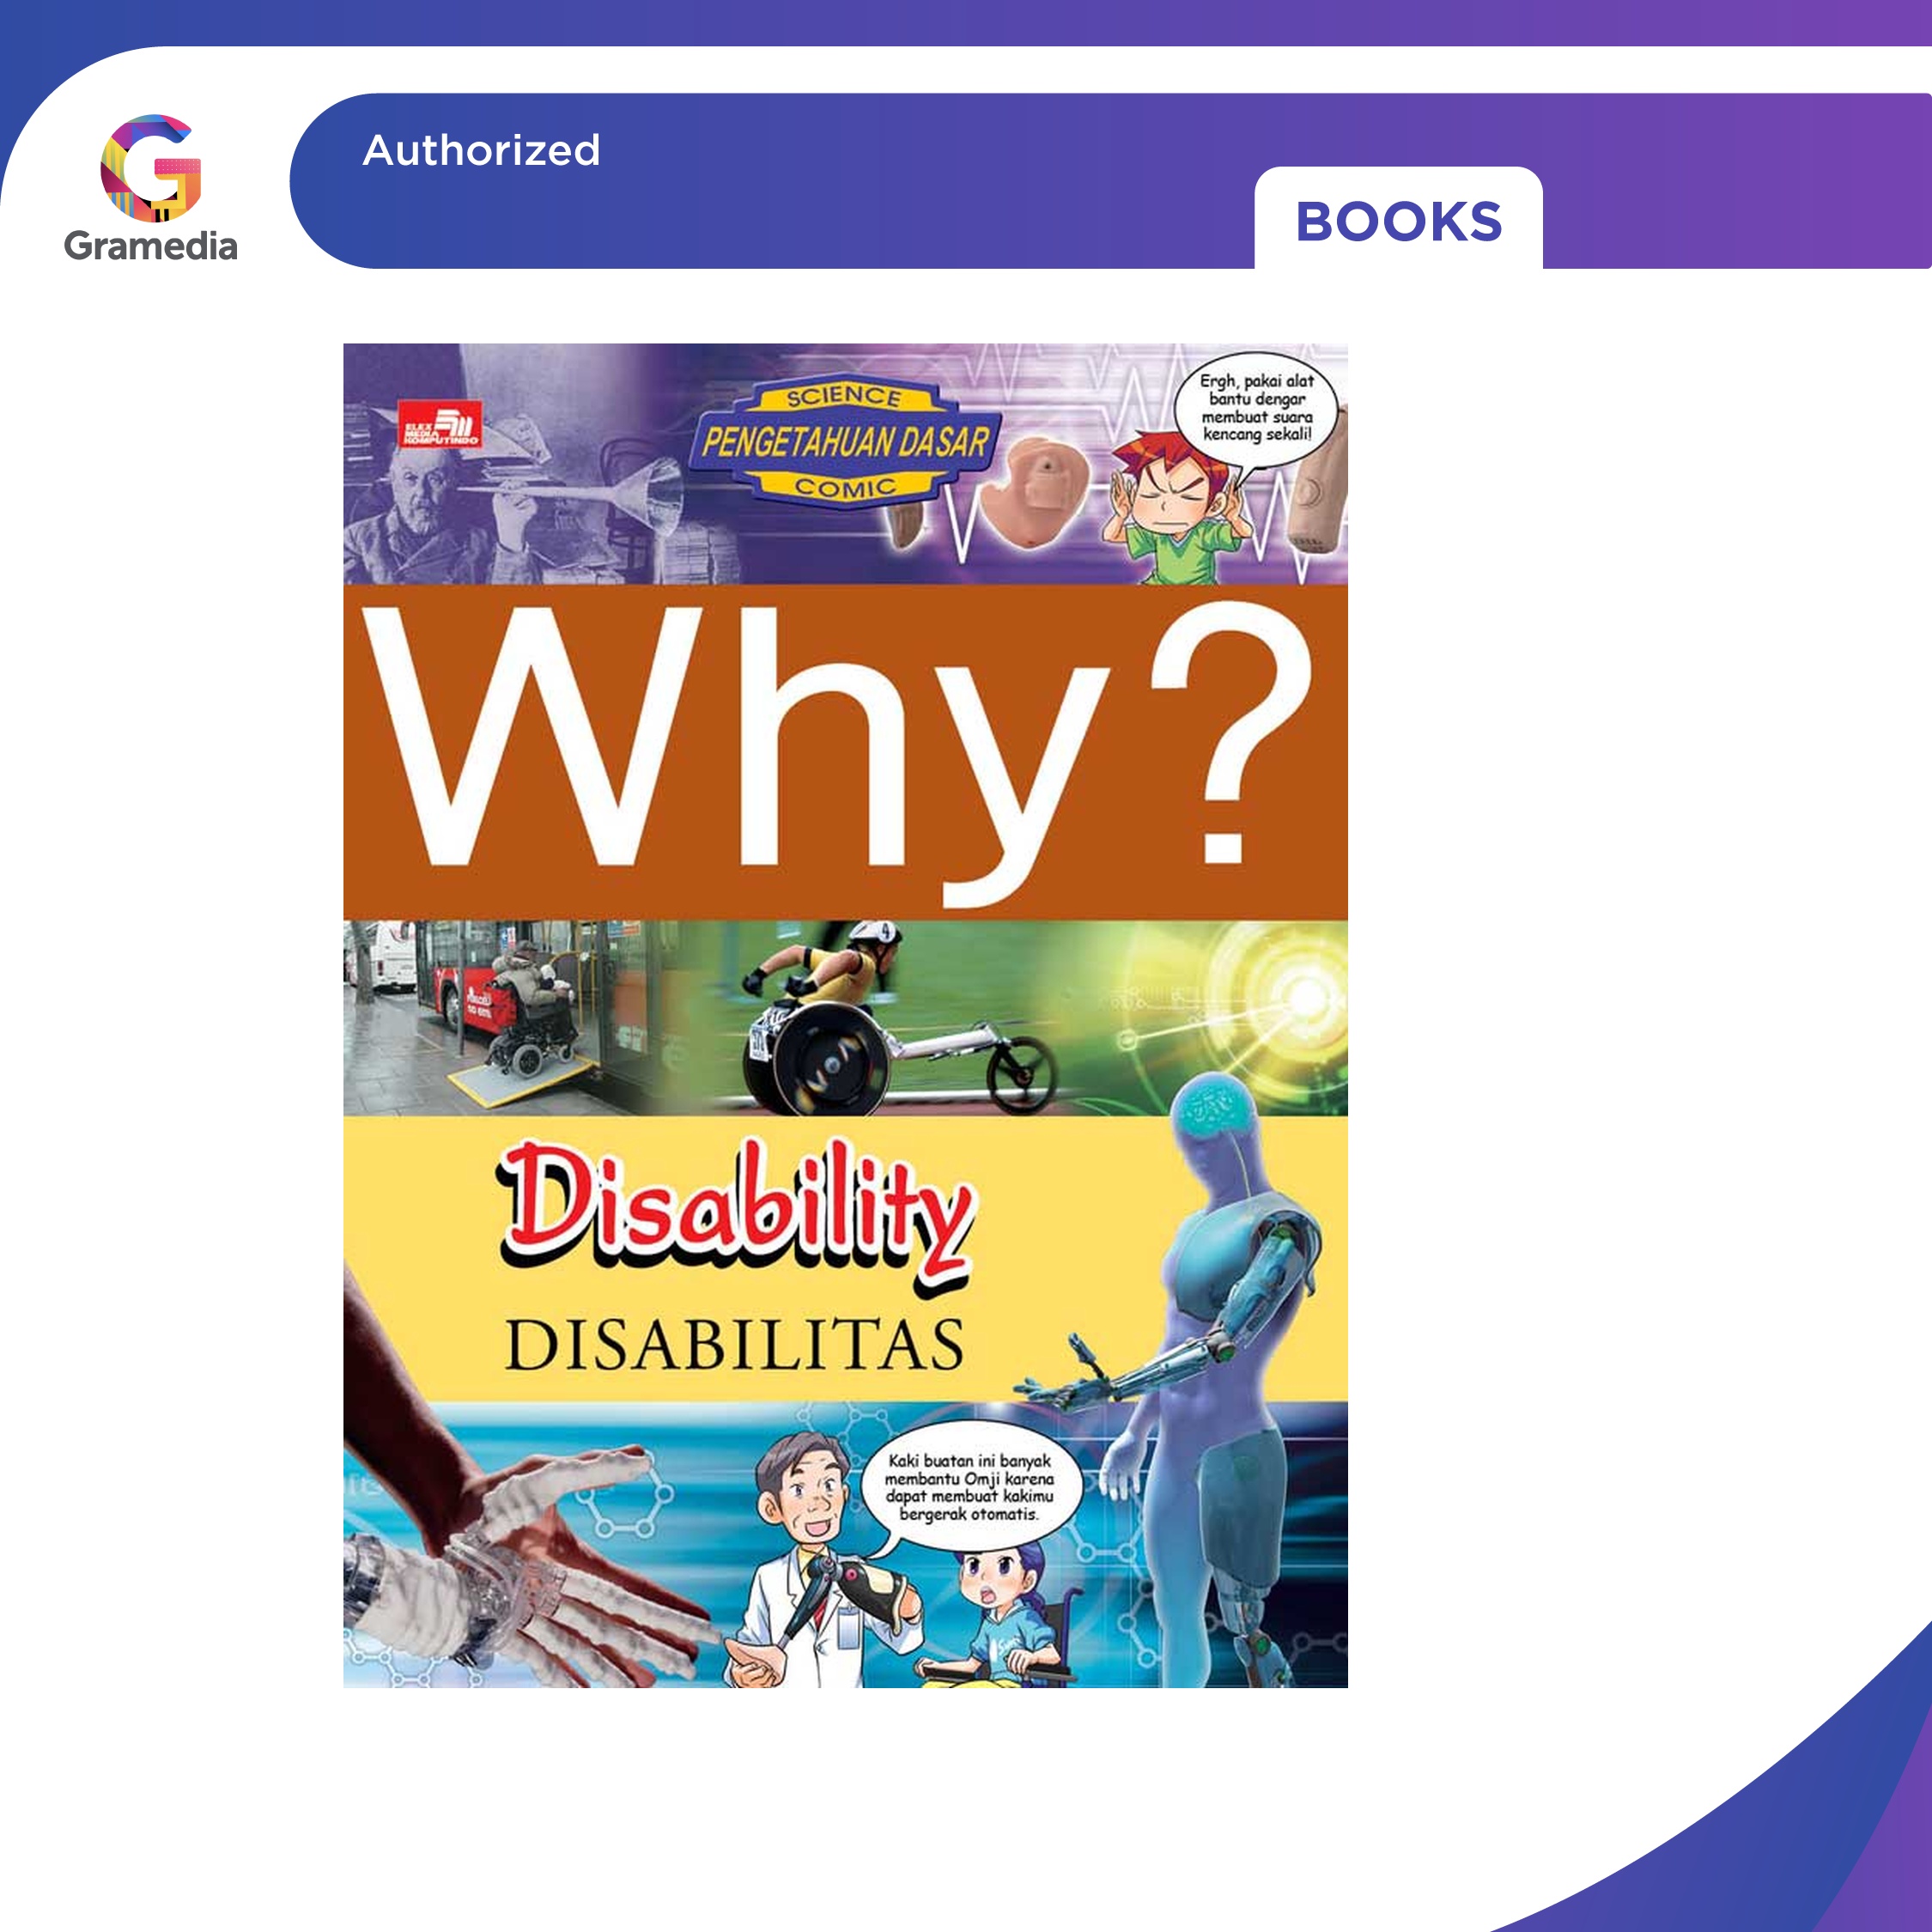 Authorized
BOOKS
Gramedia
ELEX
MEDIA
KOMPUTINDO
SCIENCE
PENGETAHUAN DASAR
COMIC
Ergh, pakai alat
bantu dengar
membuat suara
kencang sekali!
Why?
4
Disability
DISABILITAS
Kaki buatan ini banyak
membantu Omji karena
dapat membuat kakimu
bergerak otomatis.